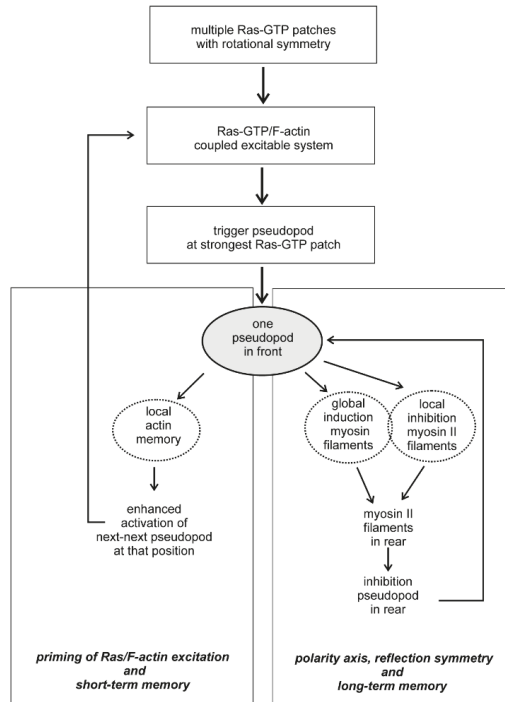 multiple Ras-GTP patches
with rotational symmetry
Ras-GTP/F-actin
coupled excitable system
trigger pseudopod
at strongest Ras-GTP patch
one
pseudopod
in front
local
actin
memory
global
induction
myosin
filaments
local
inhibition
myosin II
filaments
enhanced
activation of
next-next pseudopod
at that position
myosin II
filaments
in rear
inhibition
pseudopod
in rear
priming of Ras/F-actin excitation
and
short-term memory
polarity axis, reflection symmetry
and
long-term memory